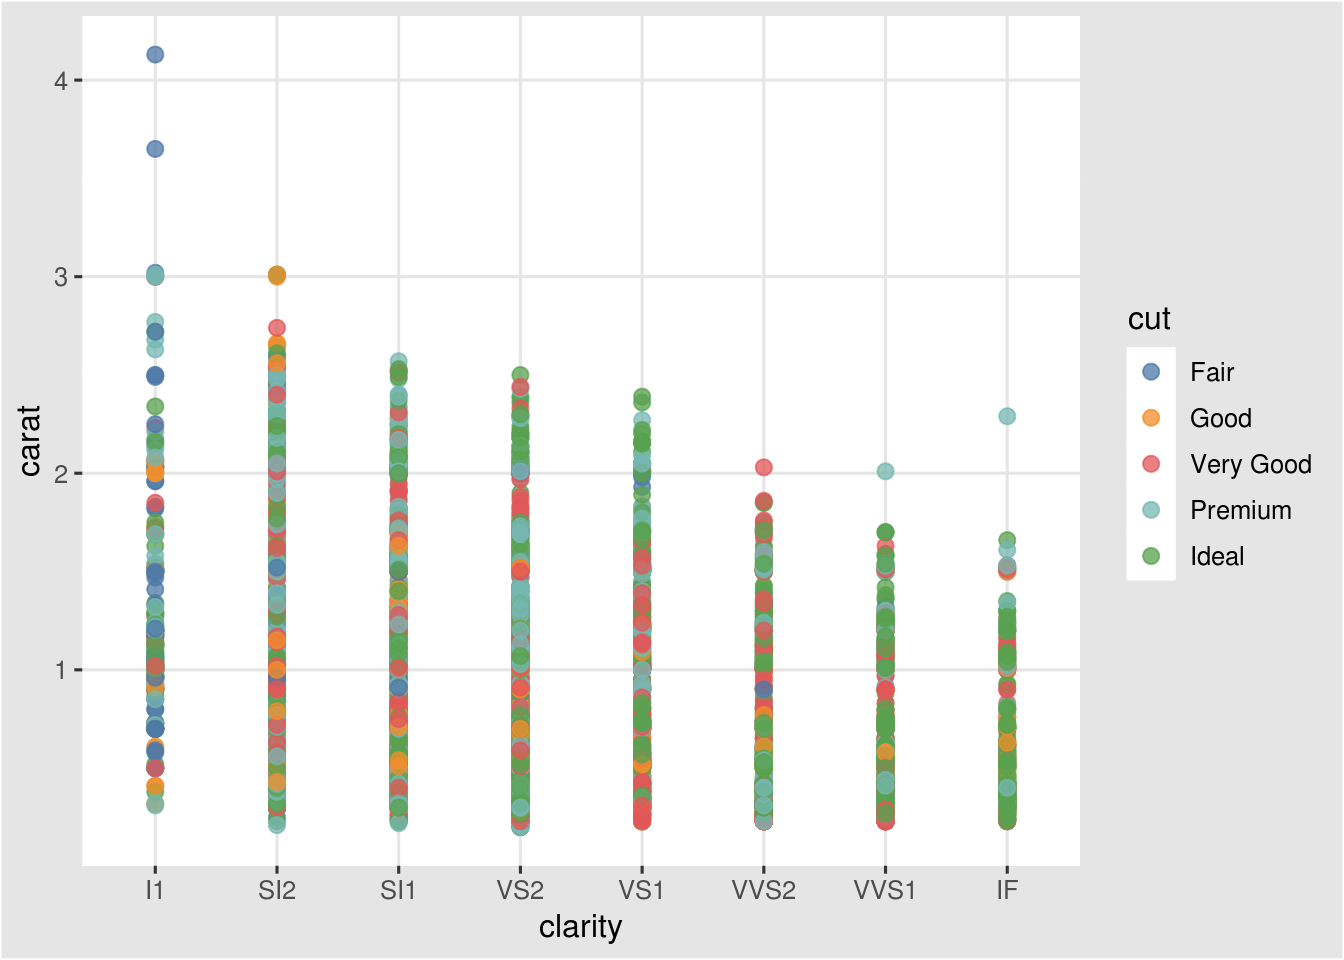 4
3
2
1
carat
I1 SI2 SI1 VS2 VS1 VVS2 VVS1 IF
clarity
cut
Fair
Good
Very Good
Premium
Ideal